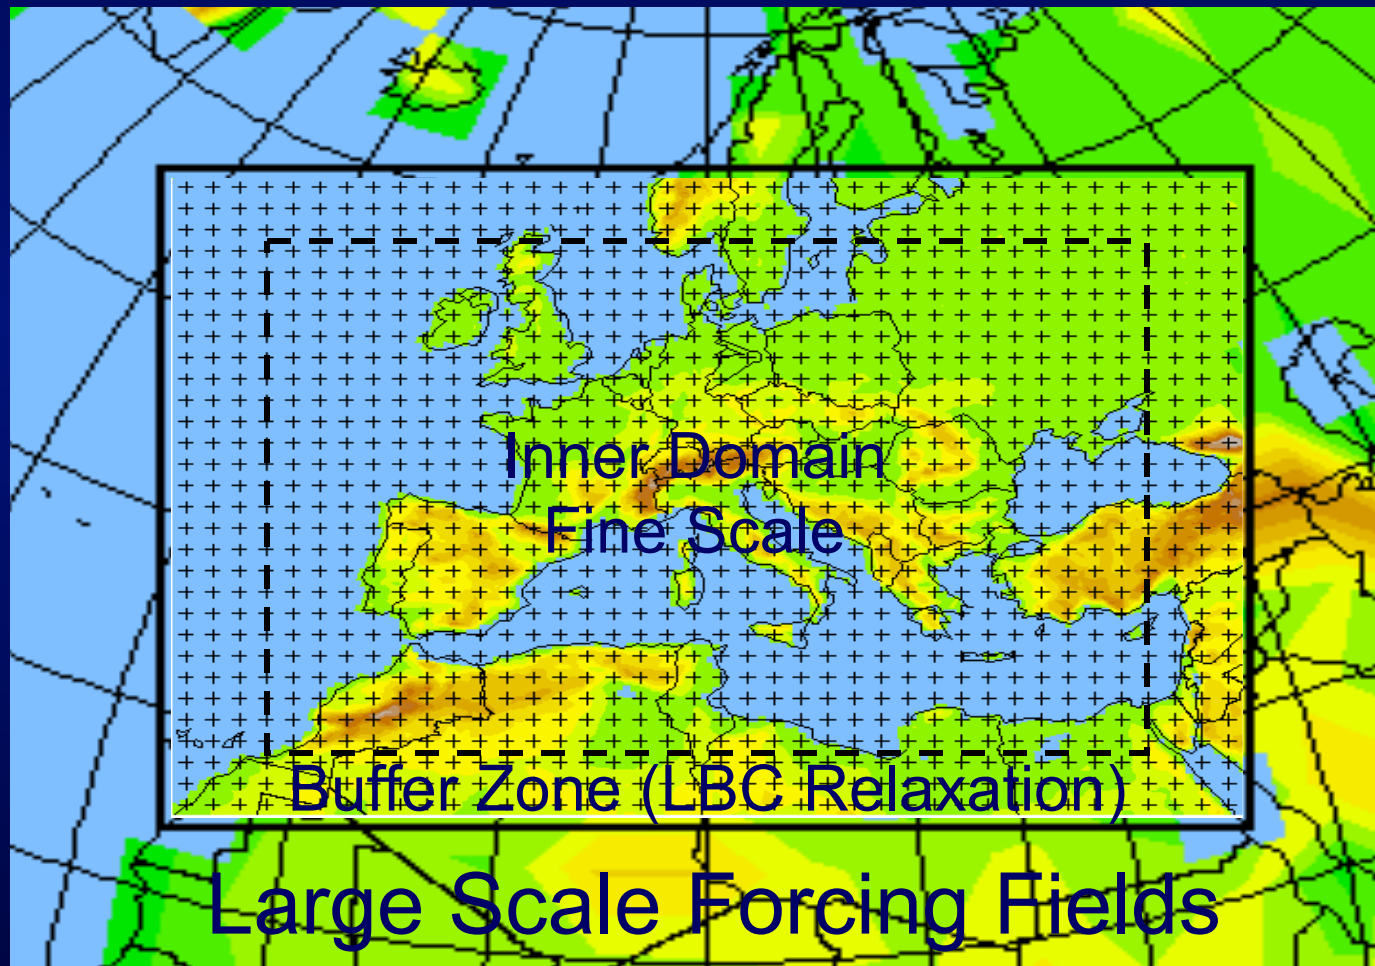 Inner Domain
Fine Scale
Buffer Zone (LBC Relaxation)
Large Scale Forcing Fields